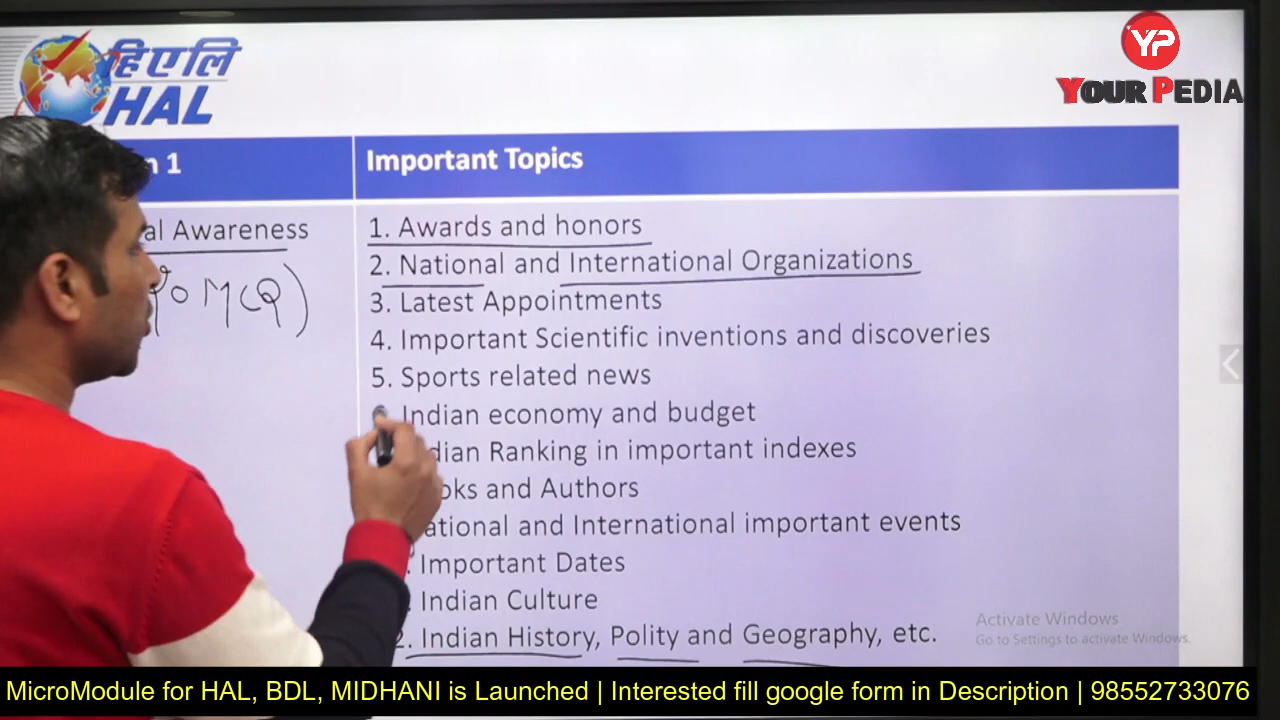 हिएलि
HAL
YP
YOUR PEDIA
n 1
Important Topics
al Awareness
MCQ)
1. Awards and honors
2. National and International Organizations
3. Latest Appointments
4. Important Scientific inventions and discoveries
5. Sports related news
Indian economy and budget
dian Ranking in important indexes
oks and Authors
ational and International important events
. Important Dates
. Indian Culture
2. Indian History, Polity and Geography, etc.
Activate Windows
Go to Settings to activate Windows.
MicroModule for HAL, BDL, MIDHANI is Launched | Interested fill google form in Description | 98552733076